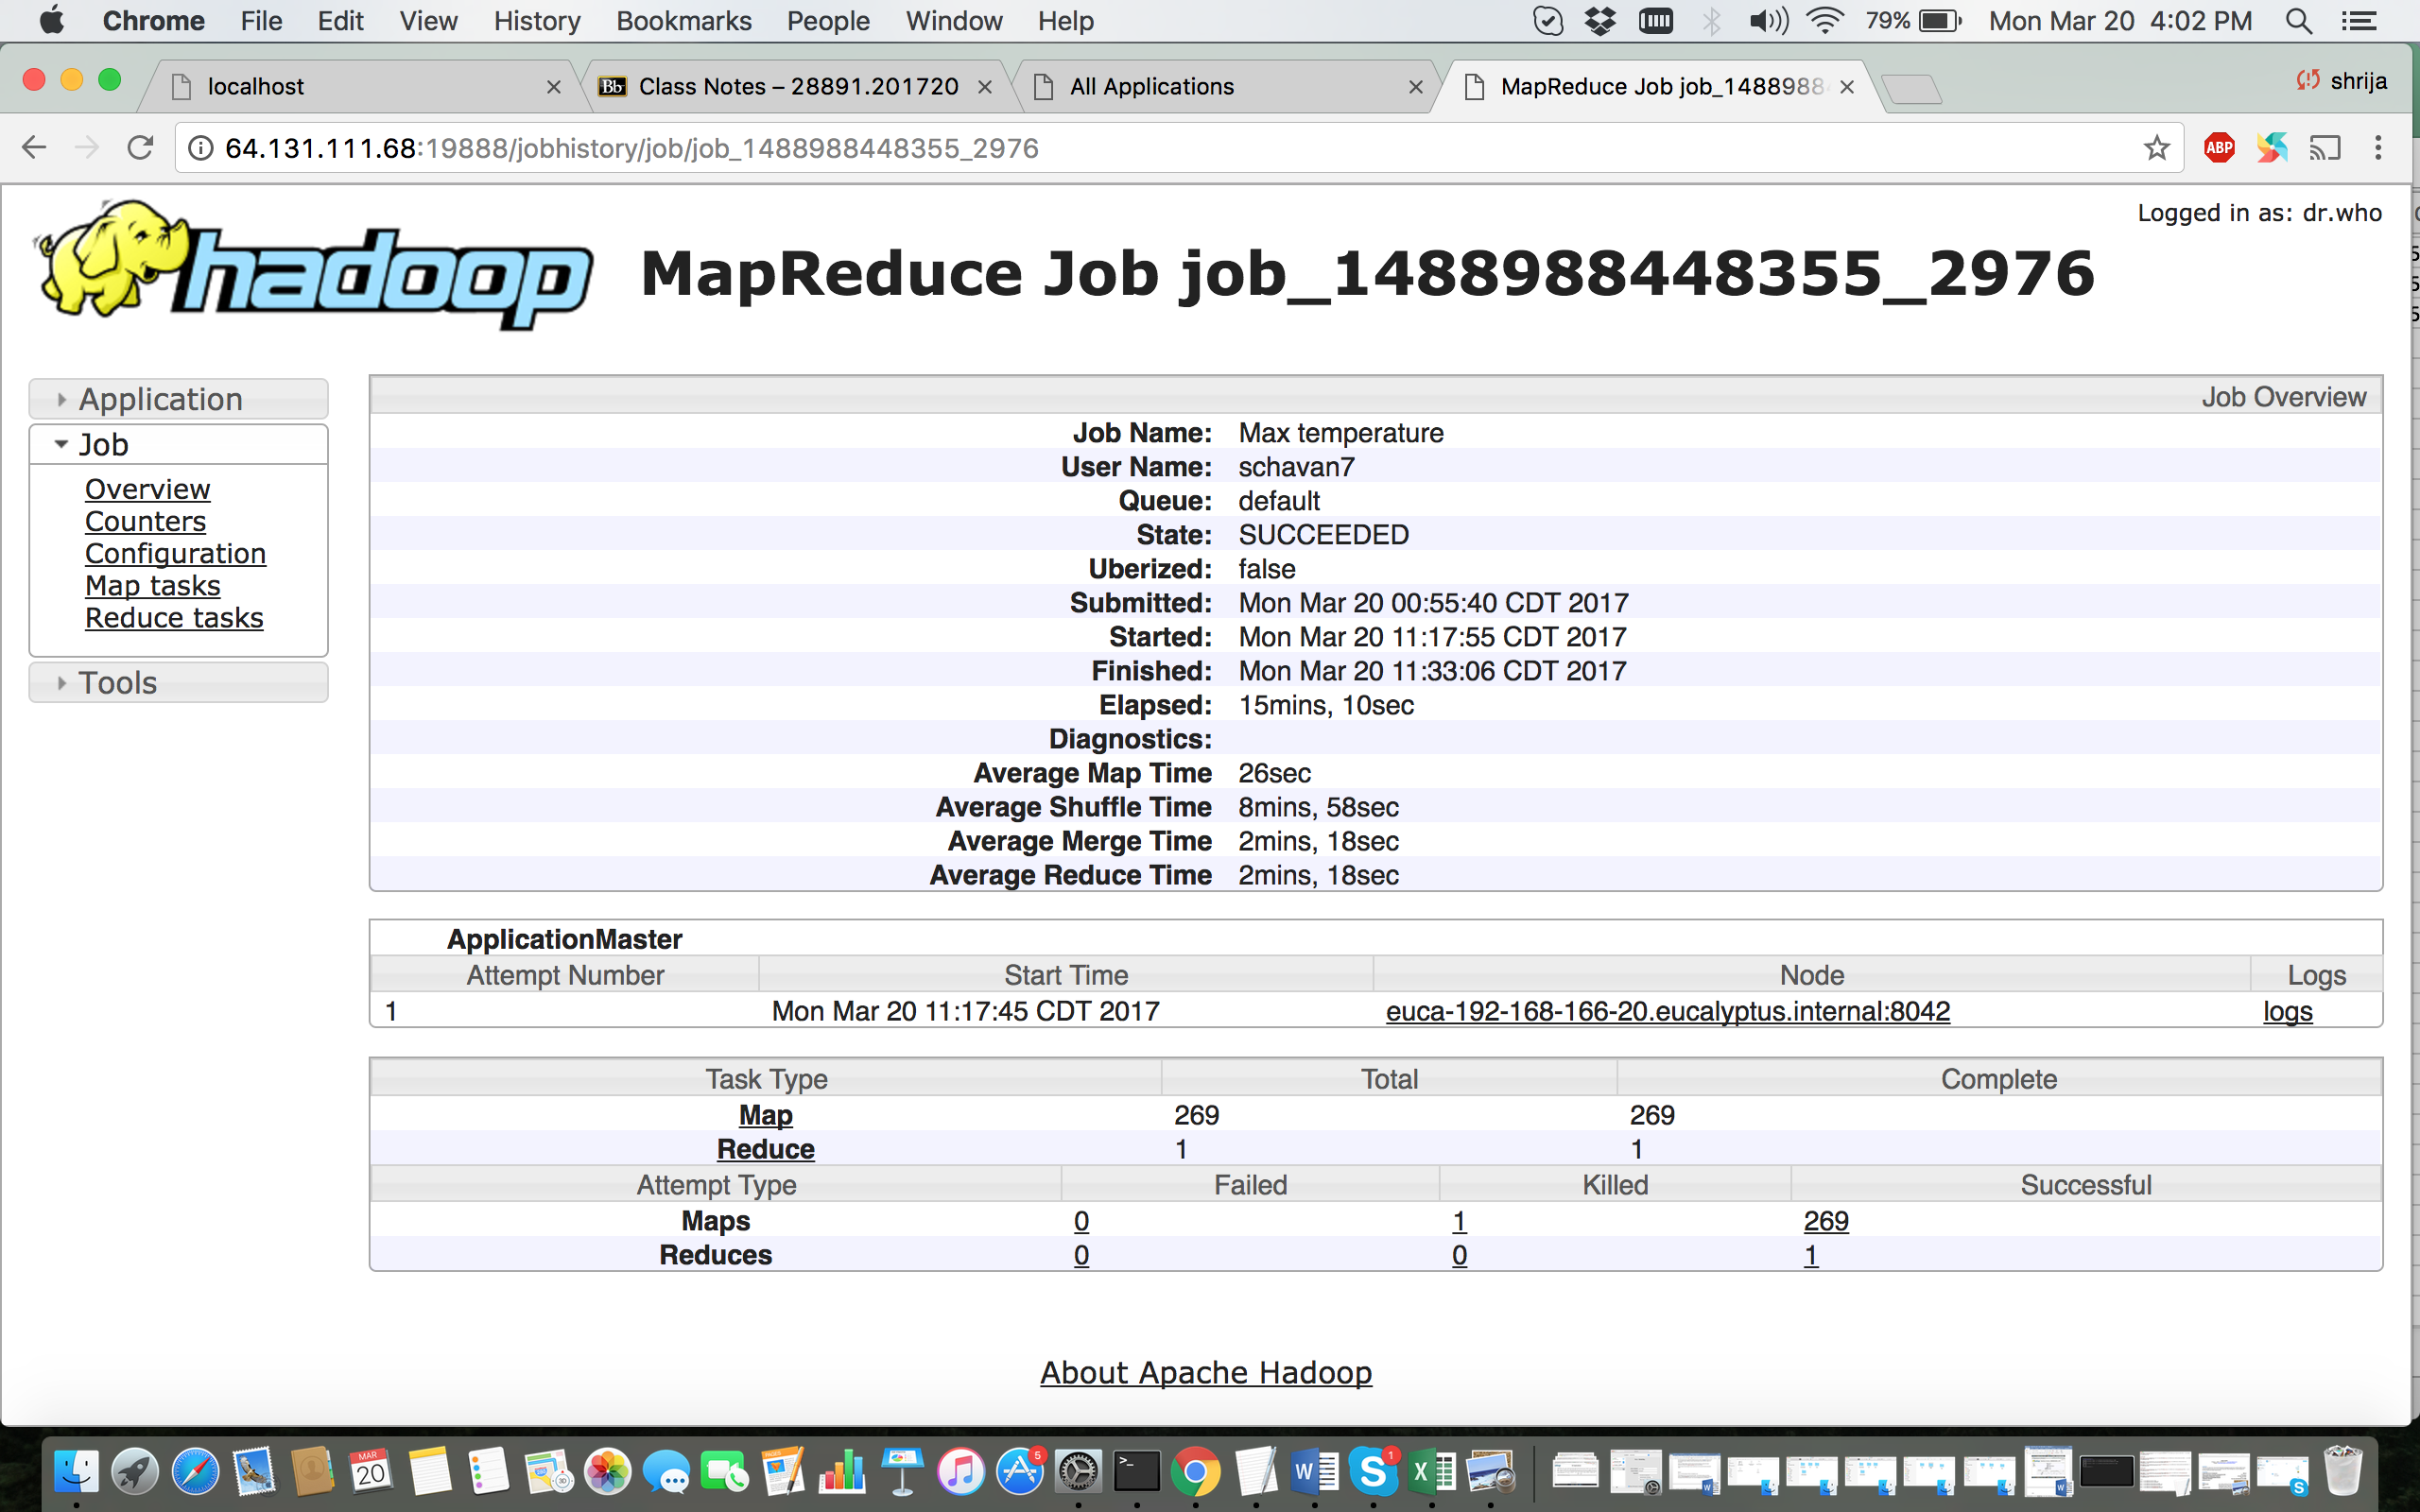 Chrome File Edit View History Bookmarks People Window Help 79% Mon Mar 20 4:02 PM
localhost Class Notes – 28891.201720 All Applications MapReduce Job job_1488988 shrija
64.131.111.68:19888/jobhistory/job/job_1488988448355_2976 ABP
Logged in as: dr.who
hadoop MapReduce Job job_1488988448355_2976
Application
Job
Overview
Counters
Configuration
Map tasks
Reduce tasks
Tools
Job Overview
Job Name: Max temperature
User Name: schavan7
Queue: default
State: SUCCEEDED
Uberized: false
Submitted: Mon Mar 20 00:55:40 CDT 2017
Started: Mon Mar 20 11:17:55 CDT 2017
Finished: Mon Mar 20 11:33:06 CDT 2017
Elapsed: 15mins, 10sec
Diagnostics:
Average Map Time 26sec
Average Shuffle Time 8mins, 58sec
Average Merge Time 2mins, 18sec
Average Reduce Time 2mins, 18sec
ApplicationMaster
Attempt Number Start Time Node Logs
1 Mon Mar 20 11:17:45 CDT 2017 euca-192-168-166-20.eucalyptus.internal:8042 logs
Task Type Total Complete
Map 269 269
Reduce 1 1
Attempt Type Failed Killed Successful
Maps 0 1 269
Reduces 0 0 1
About Apache Hadoop
MAR
20
5
1